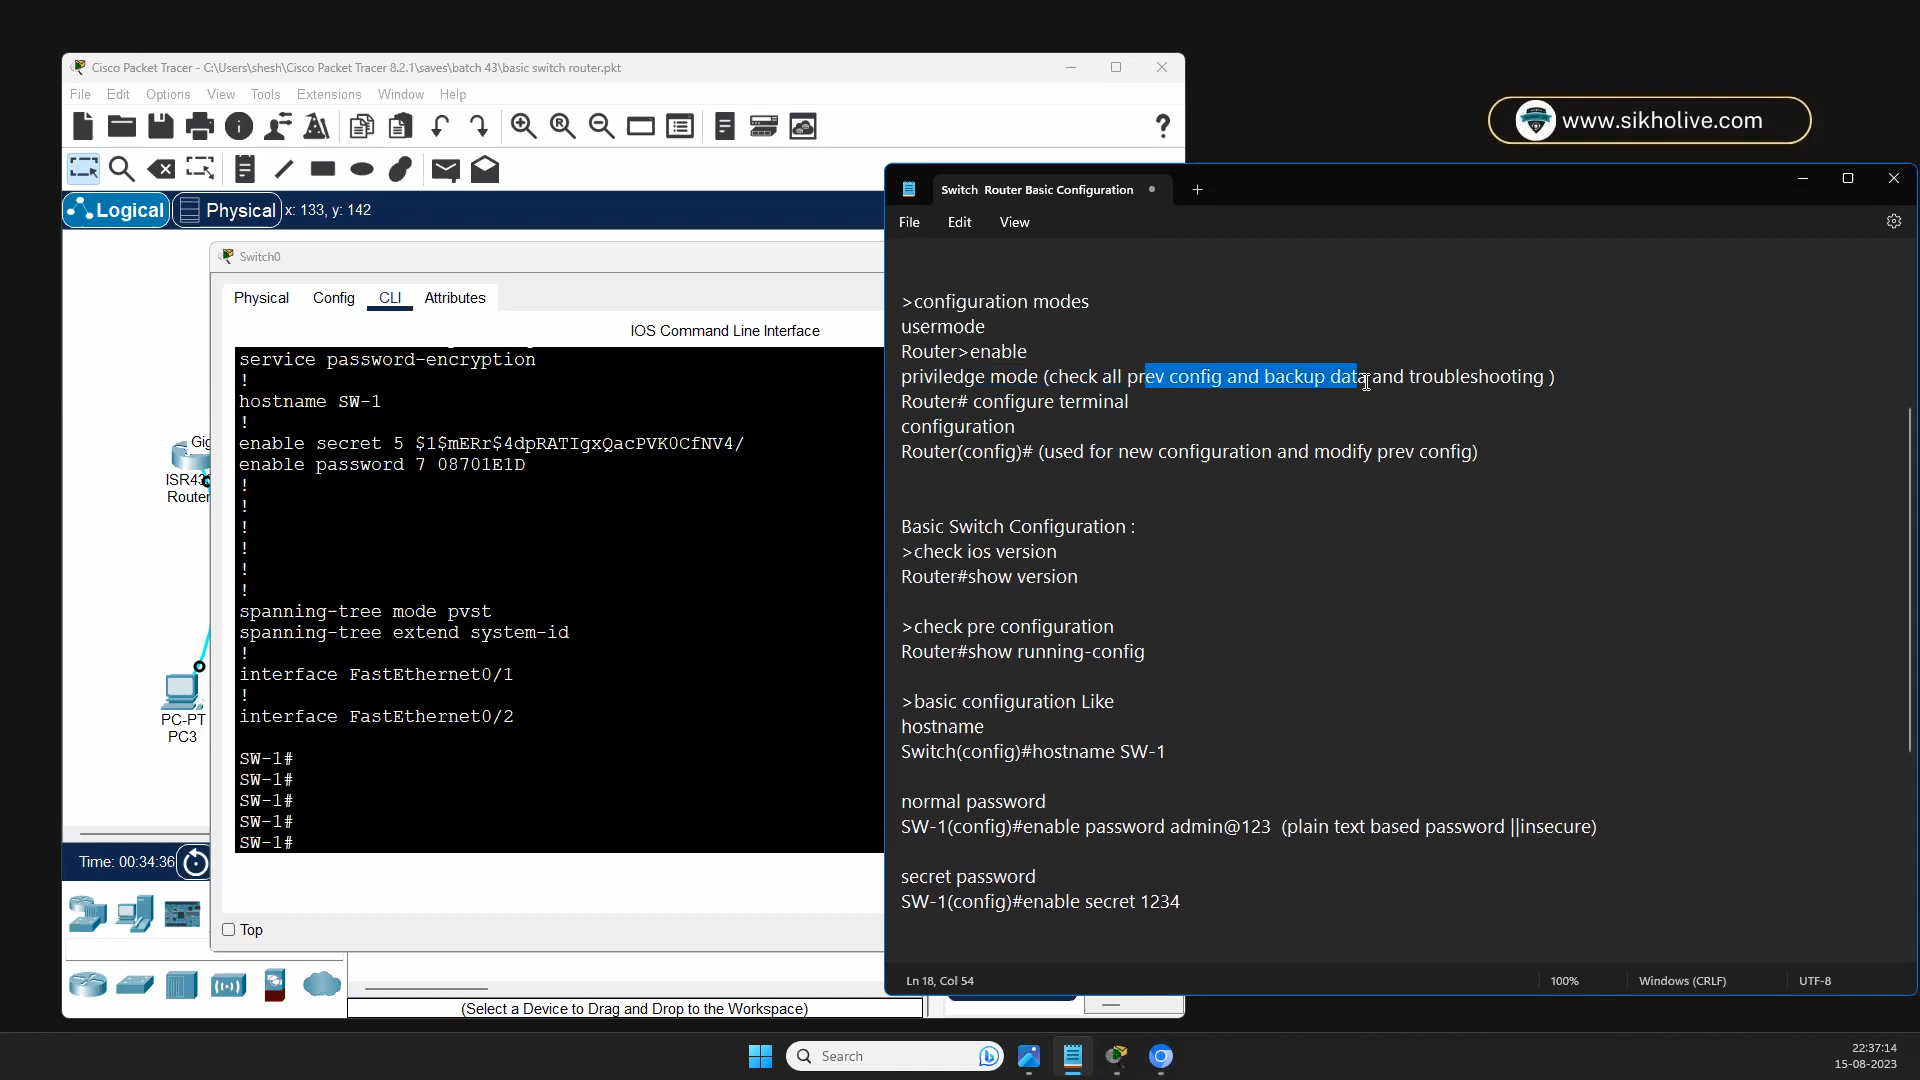 Cisco Packet Tracer - C:\Users\shesh\Cisco Packet Tracer 8.2.1\saves\batch 43\basic switch router.pkt
File Edit Options View Tools Extensions Window Help
www.sikholive.com
Logical Physical x: 133, y: 142
Switch0
Physical Config CLI Attributes
IOS Command Line Interface
service password-encryption
!
hostname SW-1
!
enable secret 5 $1$mERr$4dpRATIgxQacPVK0CfNV4/
enable password 7 08701E1D
!
!
!
!
!
!
spanning-tree mode pvst
spanning-tree extend system-id
!
interface FastEthernet0/1
!
interface FastEthernet0/2
SW-1#
SW-1#
SW-1#
SW-1#
SW-1#
Top
Gig
ISR43
Router
PC-PT
PC3
Time: 00:34:36
(Select a Device to Drag and Drop to the Workspace)
Switch Router Basic Configuration
File Edit View
>configuration modes
usermode
Router>enable
priviledge mode (check all prev config and backup data and troubleshooting )
Router# configure terminal
configuration
Router(config)# (used for new configuration and modify prev config)
Basic Switch Configuration :
>check ios version
Router#show version
>check pre configuration
Router#show running-config
>basic configuration Like
hostname
Switch(config)#hostname SW-1
normal password
SW-1(config)#enable password admin@123 (plain text based password ||insecure)
secret password
SW-1(config)#enable secret 1234
Ln 18, Col 54
100%
Windows (CRLF)
UTF-8
Search
22:37:14
15-08-2023